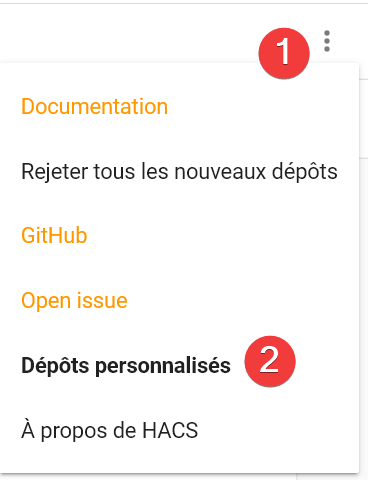 1
Documentation
Rejeter tous les nouveaux dépôts
GitHub
Open issue
Dépôts personnalisés 2
À propos de HACS